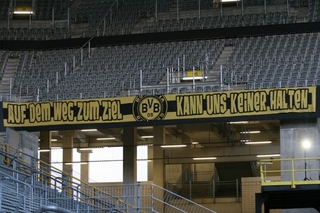 AUF DEM WEG ZUM ZIEL BVB 09 KANN UNS KEINER HALTEN.